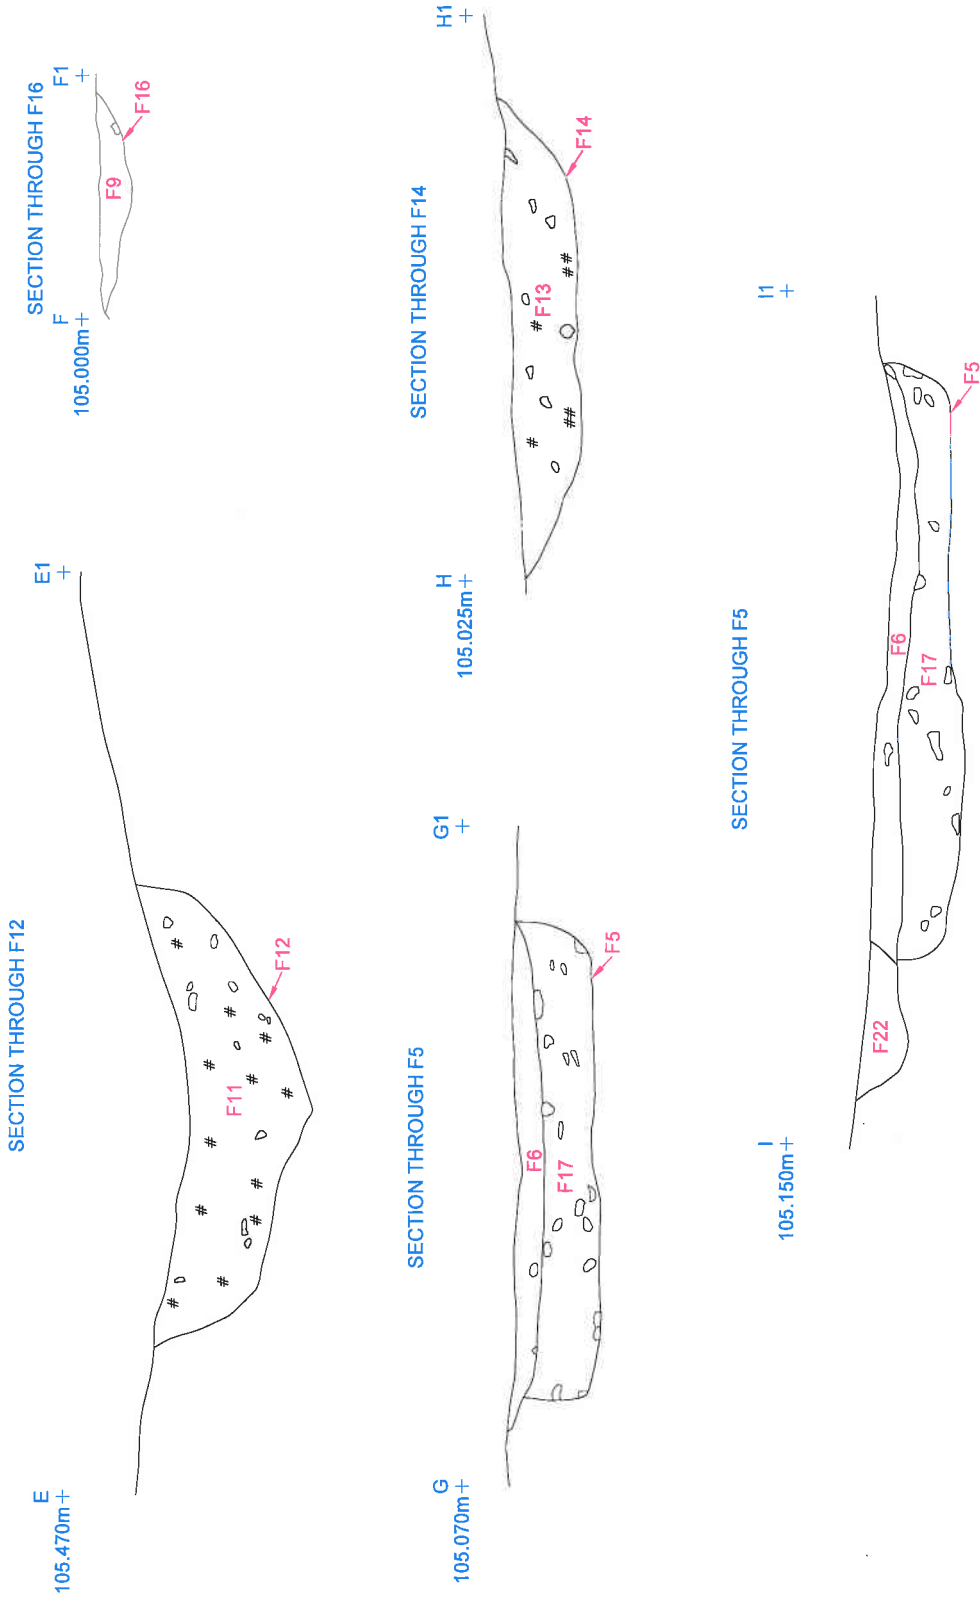 SECTION THROUGH F12
E E1
105.470m
F11
F12
SECTION THROUGH F16
F F1
105.000m
F9
F16
SECTION THROUGH F5
G G1
105.070m
F6
F17
F5
SECTION THROUGH F14
H H1
105.025m
F13
F14
SECTION THROUGH F5
I I1
105.150m
F22
F6
F17
F5